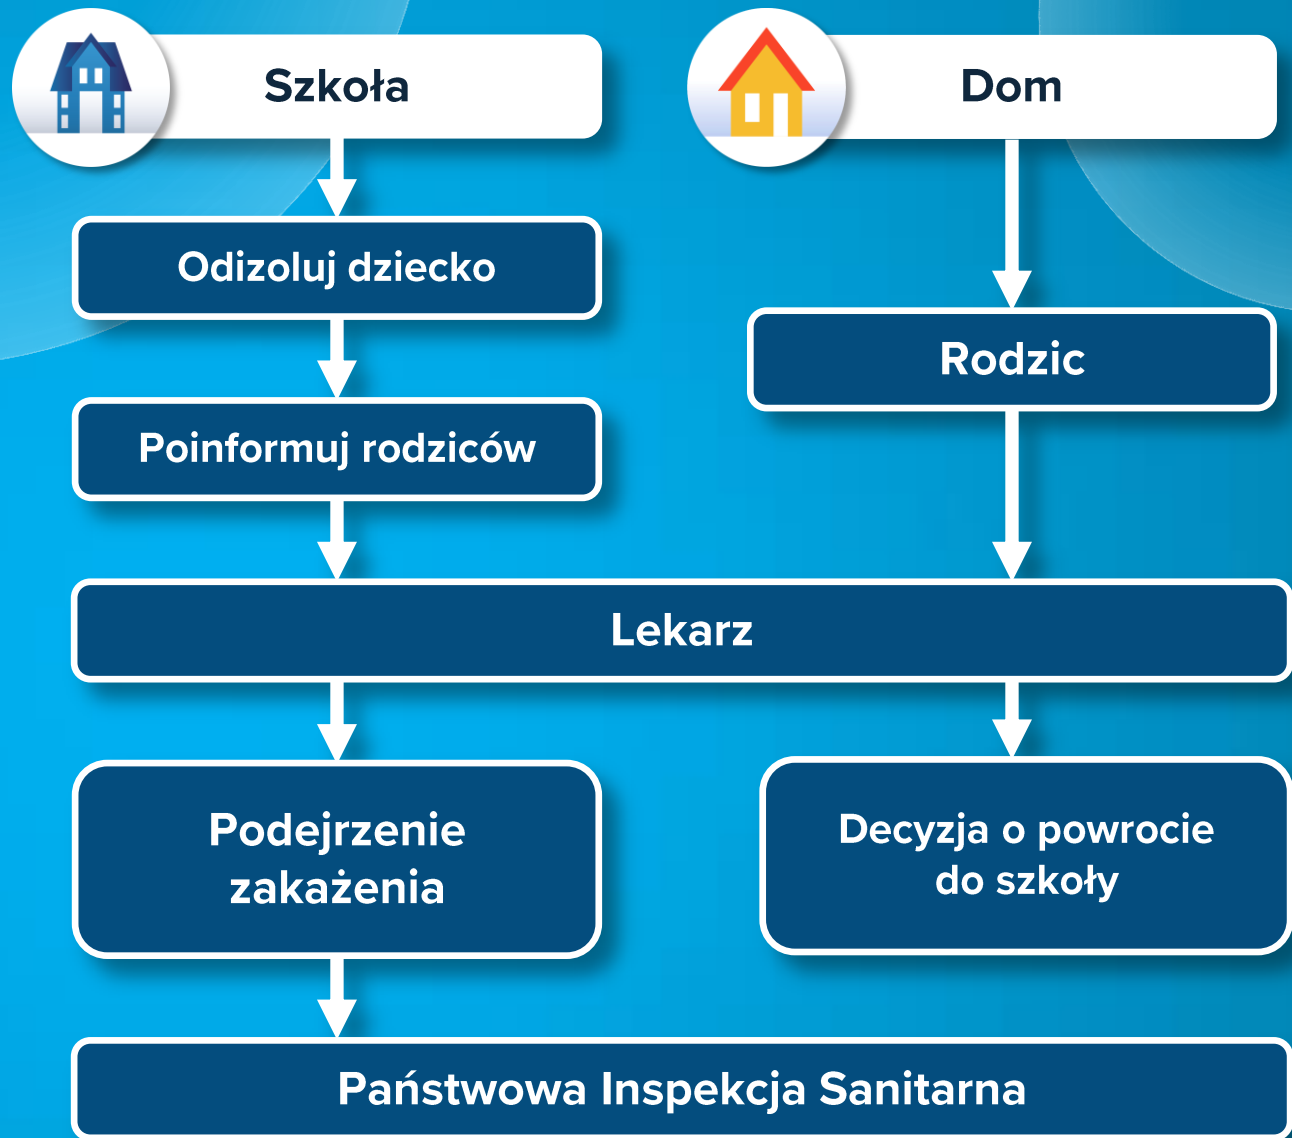 Szkoła
Dom
Odizoluj dziecko
Rodzic
Poinformuj rodziców
Lekarz
Podejrzenie
zakażenia
Decyzja o powrocie
do szkoły
Państwowa Inspekcja Sanitarna